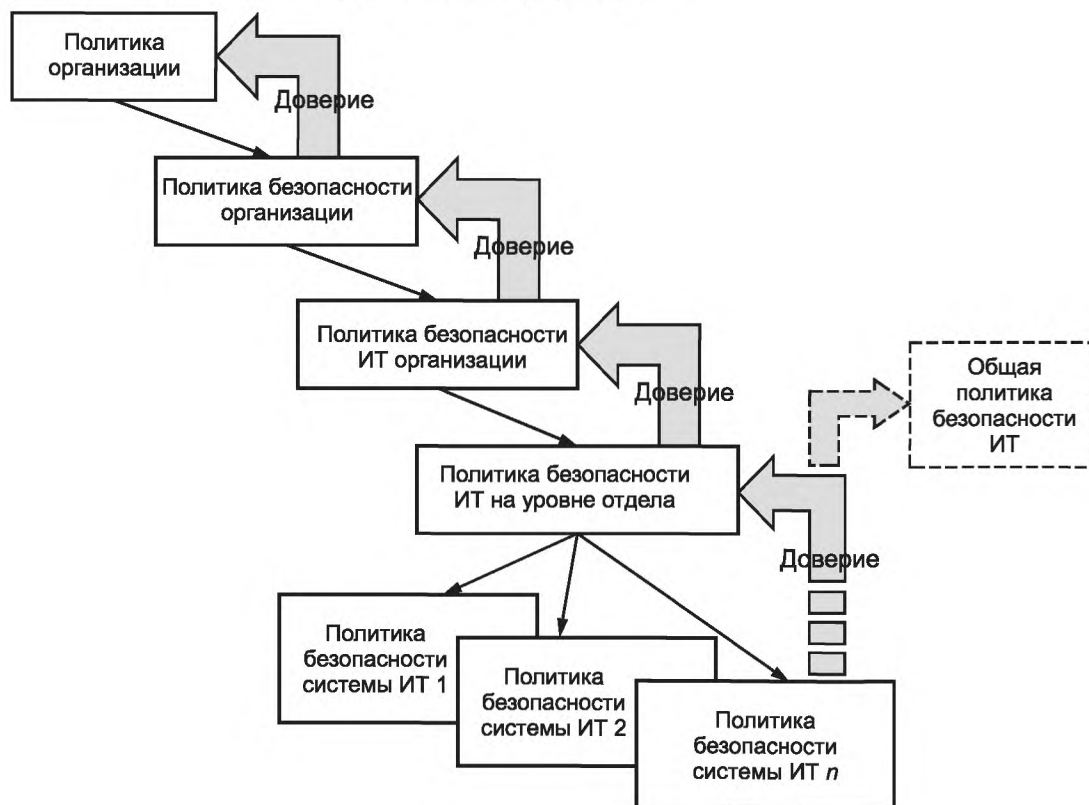 Политика
организации
Доверие
Политика безопасности
организации
Доверие
Политика безопасности
ИТ организации
Доверие
Общая
политика
безопасности
ИТ
Политика безопасности
ИТ на уровне отдела
Доверие
Политика
безопасности
системы ИТ 1
Политика
безопасности
системы ИТ 2
Политика
безопасности
системы ИТ n